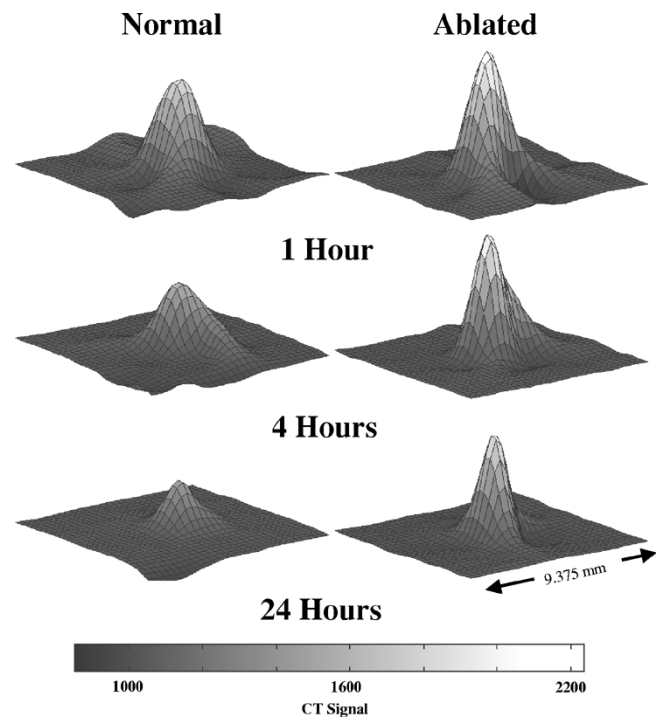 Normal Ablated
1 Hour
4 Hours
9.375 mm
24 Hours
1000 1600 2200
CT Signal